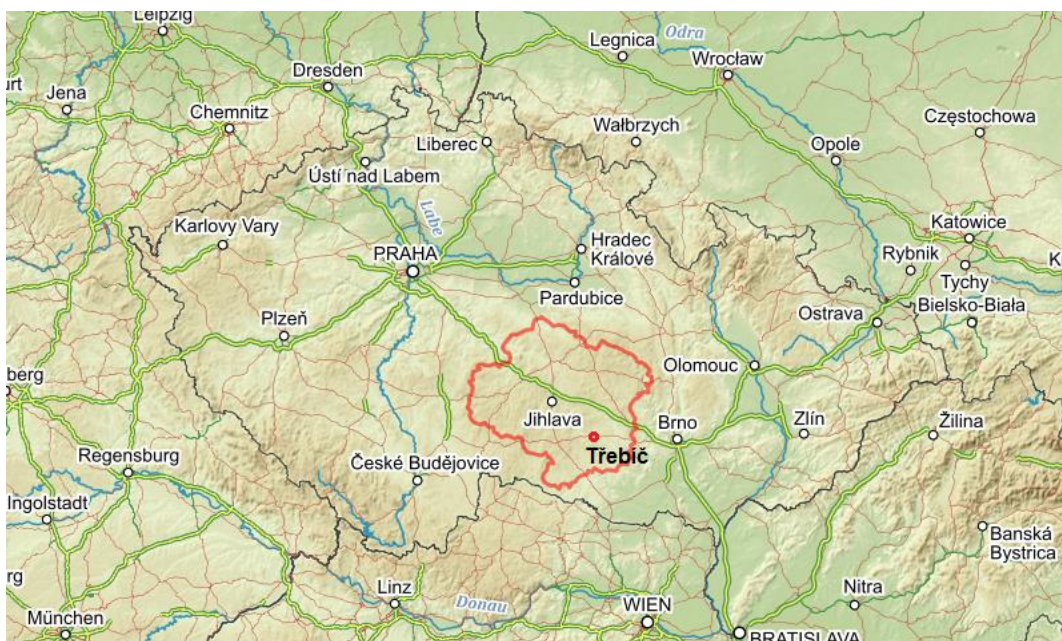 Leipzig
Legnica
Odra
Wrocław
Dresden
Jena
Chemnitz
Częstochowa
Wałbrzych
Liberec
Opole
Ústí nad Labem
Labe
Karlovy Vary
Katowice
Hradec
Králové
PRAHA
Rybnik
Tychy
Pardubice
Bielsko-Biała
Plzeň
Ostrava
Olomouc
berg
Jihlava
Brno
Zlín
Žilina
Třebíč
Regensburg
České Budějovice
Ingolstadt
Banská
Bystrica
rg
Linz
Donau
WIEN
Nitra
München
BRATISLAVA